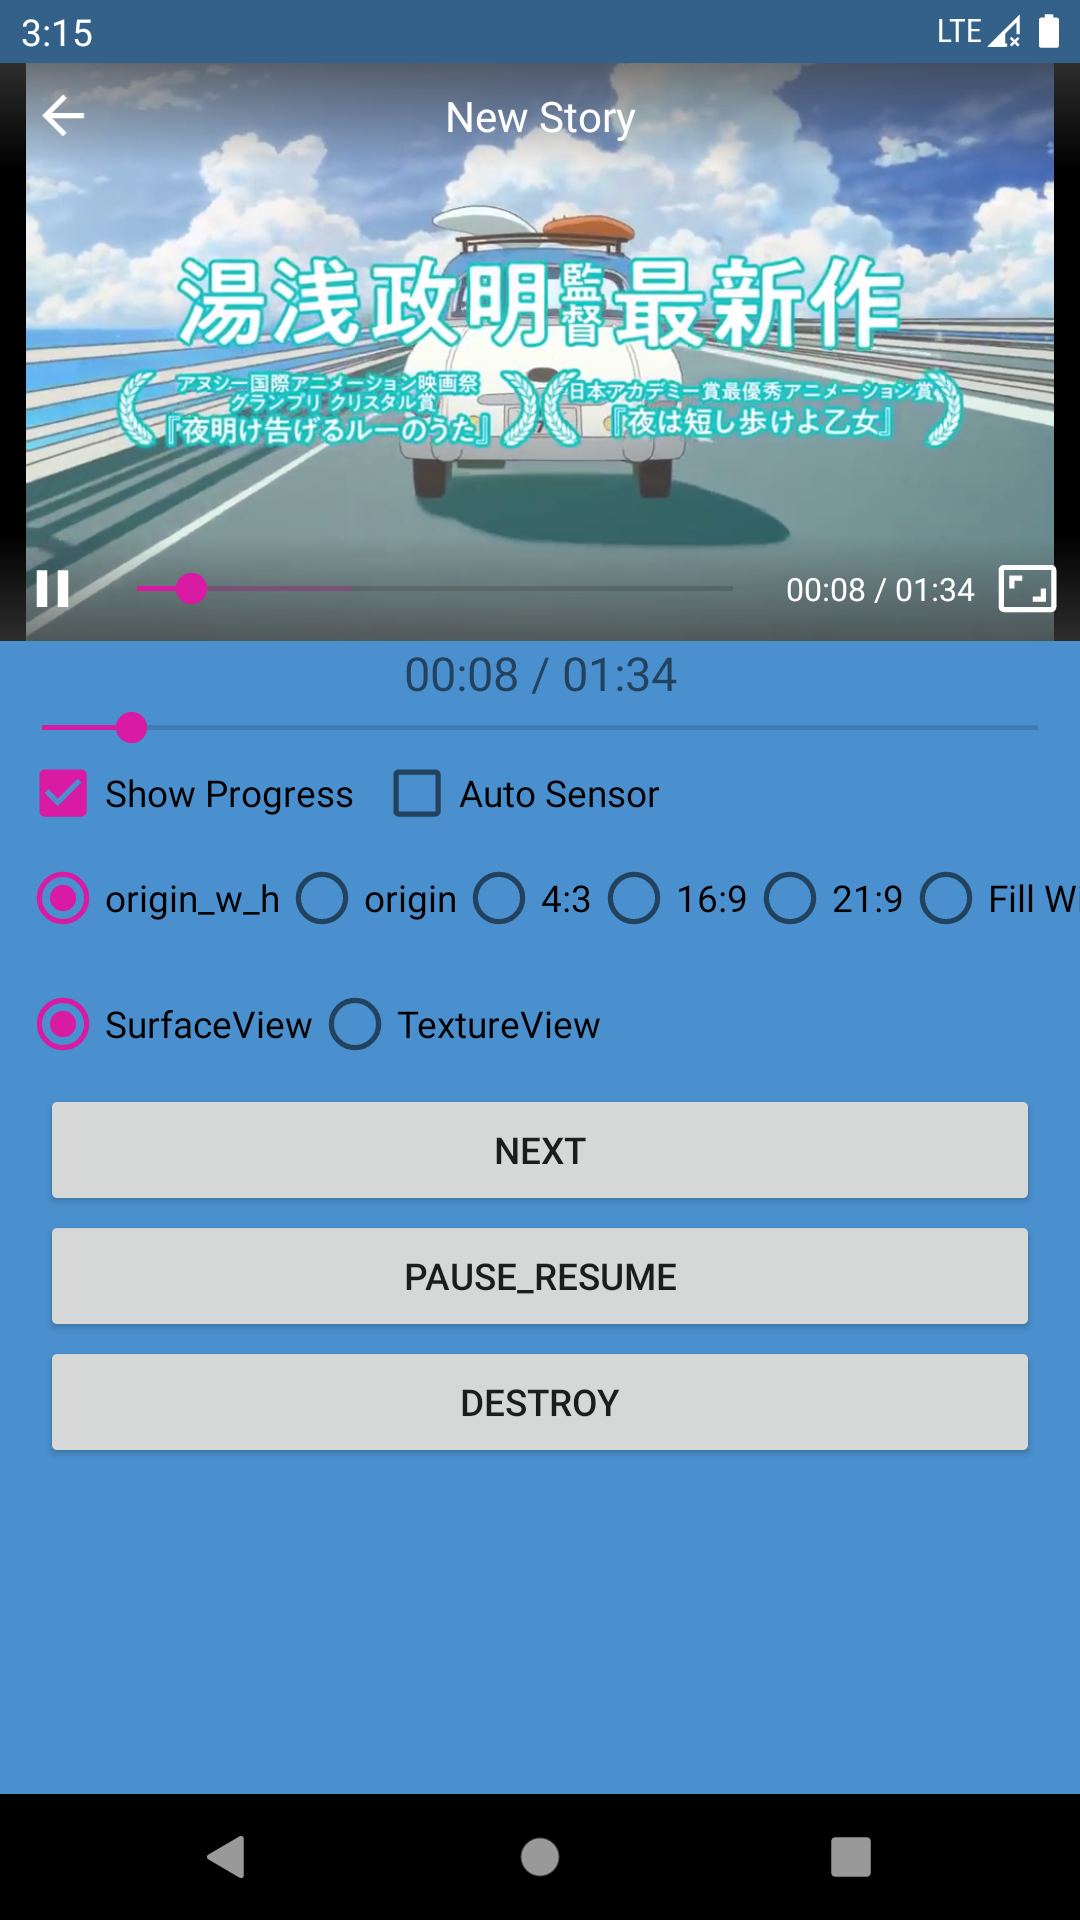 3:15
LTE
New Story
湯浅政明監督最新作
アヌシー国際アニメーション映画祭
グランプリ クリスタル賞
『夜明け告げるルーのうた』
日本アカデミー賞最優秀アニメーション賞
『夜は短し歩けよ乙女』
00:08 / 01:34
00:08 / 01:34
Show Progress
Auto Sensor
origin_w_h
origin
4:3
16:9
21:9
Fill W
SurfaceView
TextureView
NEXT
PAUSE_RESUME
DESTROY